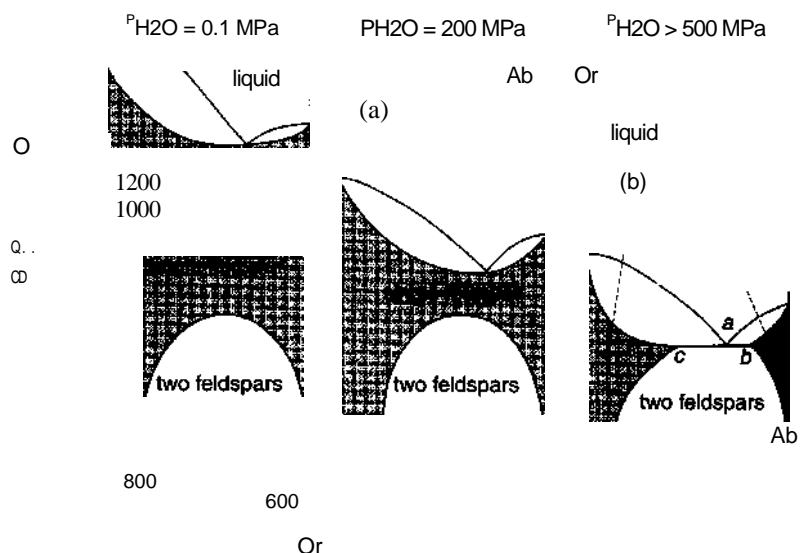 PH2O = 0.1 MPa PH2O = 200 MPa PH2O > 500 MPa
liquid Ab Or
(a)
liquid
O
(b)
1200
1000
Q..
a
c b
two feldspars two feldspars two feldspars
Ab
800
600
Or